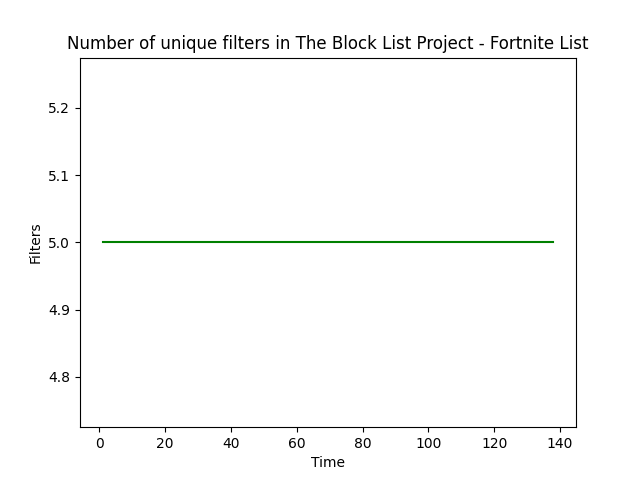 Number of unique filters in The Block List Project - Fortnite List
5.2
5.1
5.0
4.9
4.8
Filters
0 20 40 60 80 100 120 140
Time